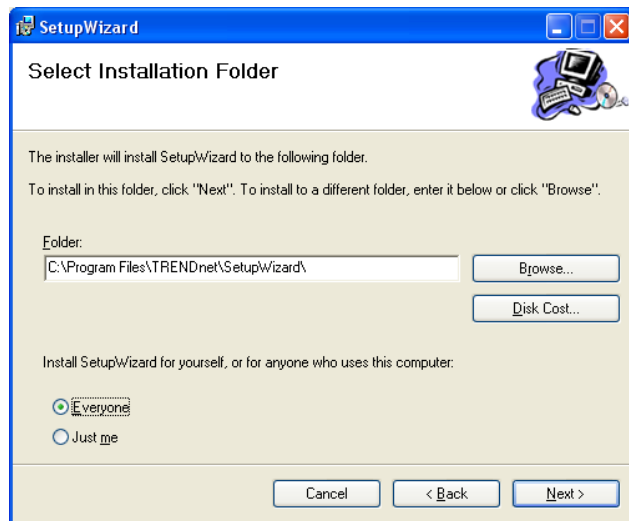 SetupWizard
Select Installation Folder
The installer will install SetupWizard to the following folder.
To install in this folder, click "Next". To install to a different folder, enter it below or click "Browse".
Folder:
C:\Program Files\TRENDnet\SetupWizard\
Browse...
Disk Cost...
Install SetupWizard for yourself, or for anyone who uses this computer:
Everyone
Just me
Cancel
< Back
Next >